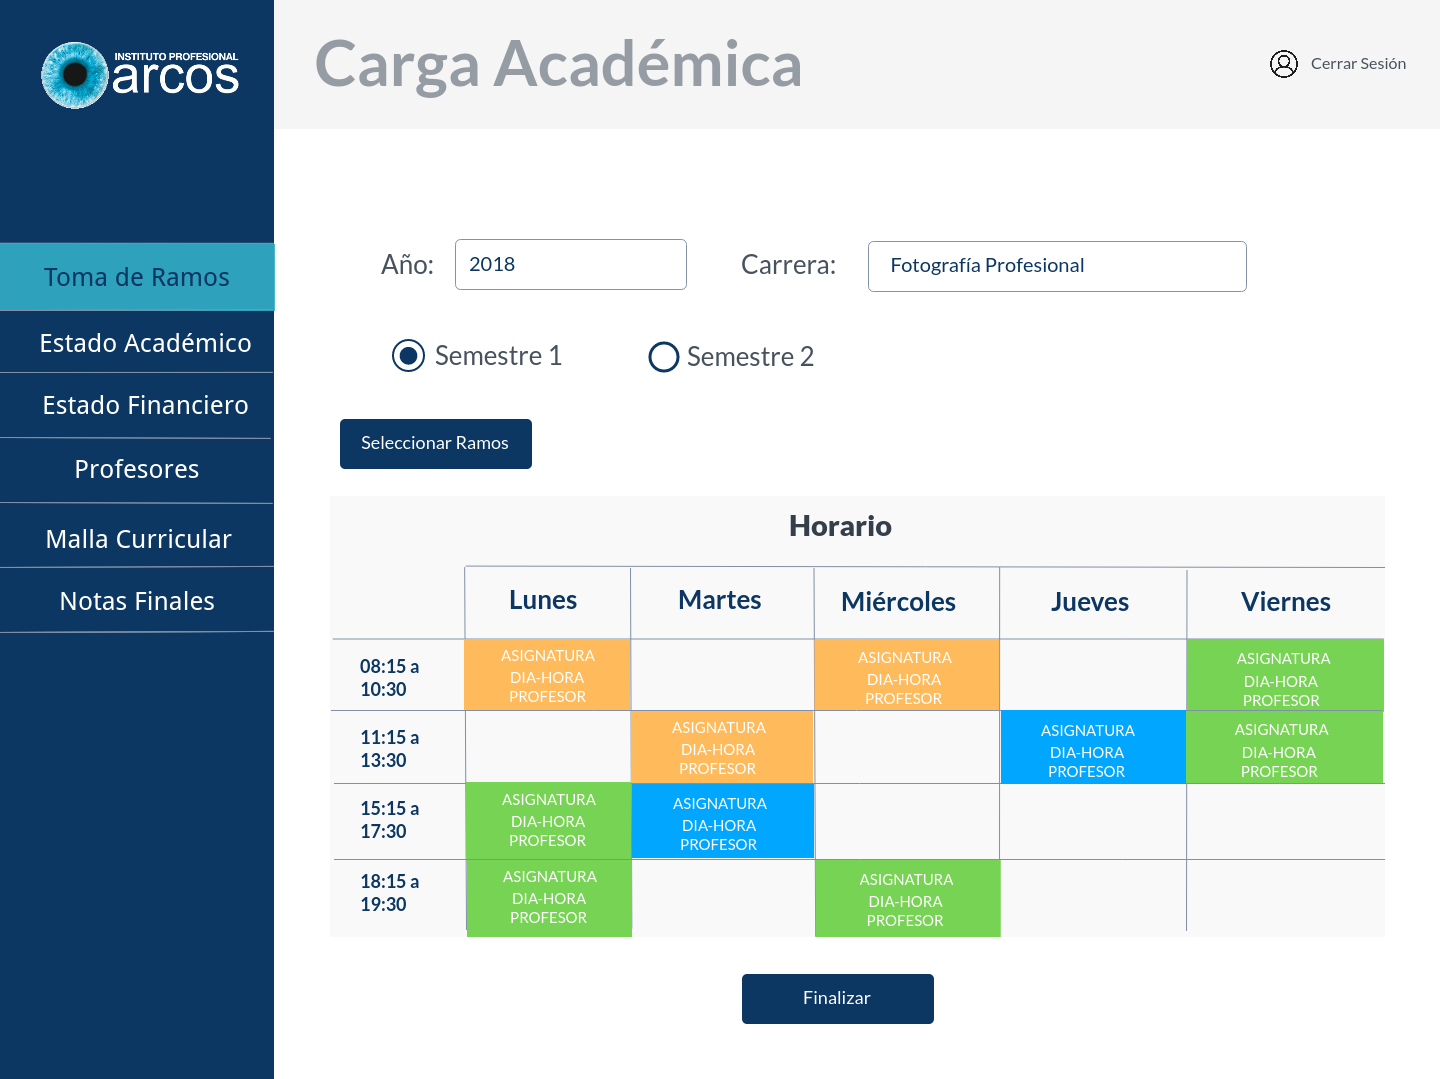 INSTITUTO PROFESIONAL
arcos
Carga Académica
Cerrar Sesión
Toma de Ramos
Estado Académico
Estado Financiero
Profesores
Malla Curricular
Notas Finales
Año: 2018 Carrera: Fotografía Profesional
Semestre 1 Semestre 2
Seleccionar Ramos
Horario
Lunes Martes Miércoles Jueves Viernes
08:15 a
10:30
ASIGNATURA
DIA-HORA
PROFESOR
ASIGNATURA
DIA-HORA
PROFESOR
ASIGNATURA
DIA-HORA
PROFESOR
11:15 a
13:30
ASIGNATURA
DIA-HORA
PROFESOR
ASIGNATURA
DIA-HORA
PROFESOR
ASIGNATURA
DIA-HORA
PROFESOR
15:15 a
17:30
ASIGNATURA
DIA-HORA
PROFESOR
ASIGNATURA
DIA-HORA
PROFESOR
18:15 a
19:30
ASIGNATURA
DIA-HORA
PROFESOR
ASIGNATURA
DIA-HORA
PROFESOR
Finalizar